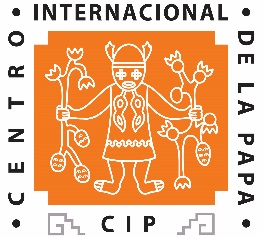 CENTRO
INTERNACIONAL
DE LA PAPA
CIP